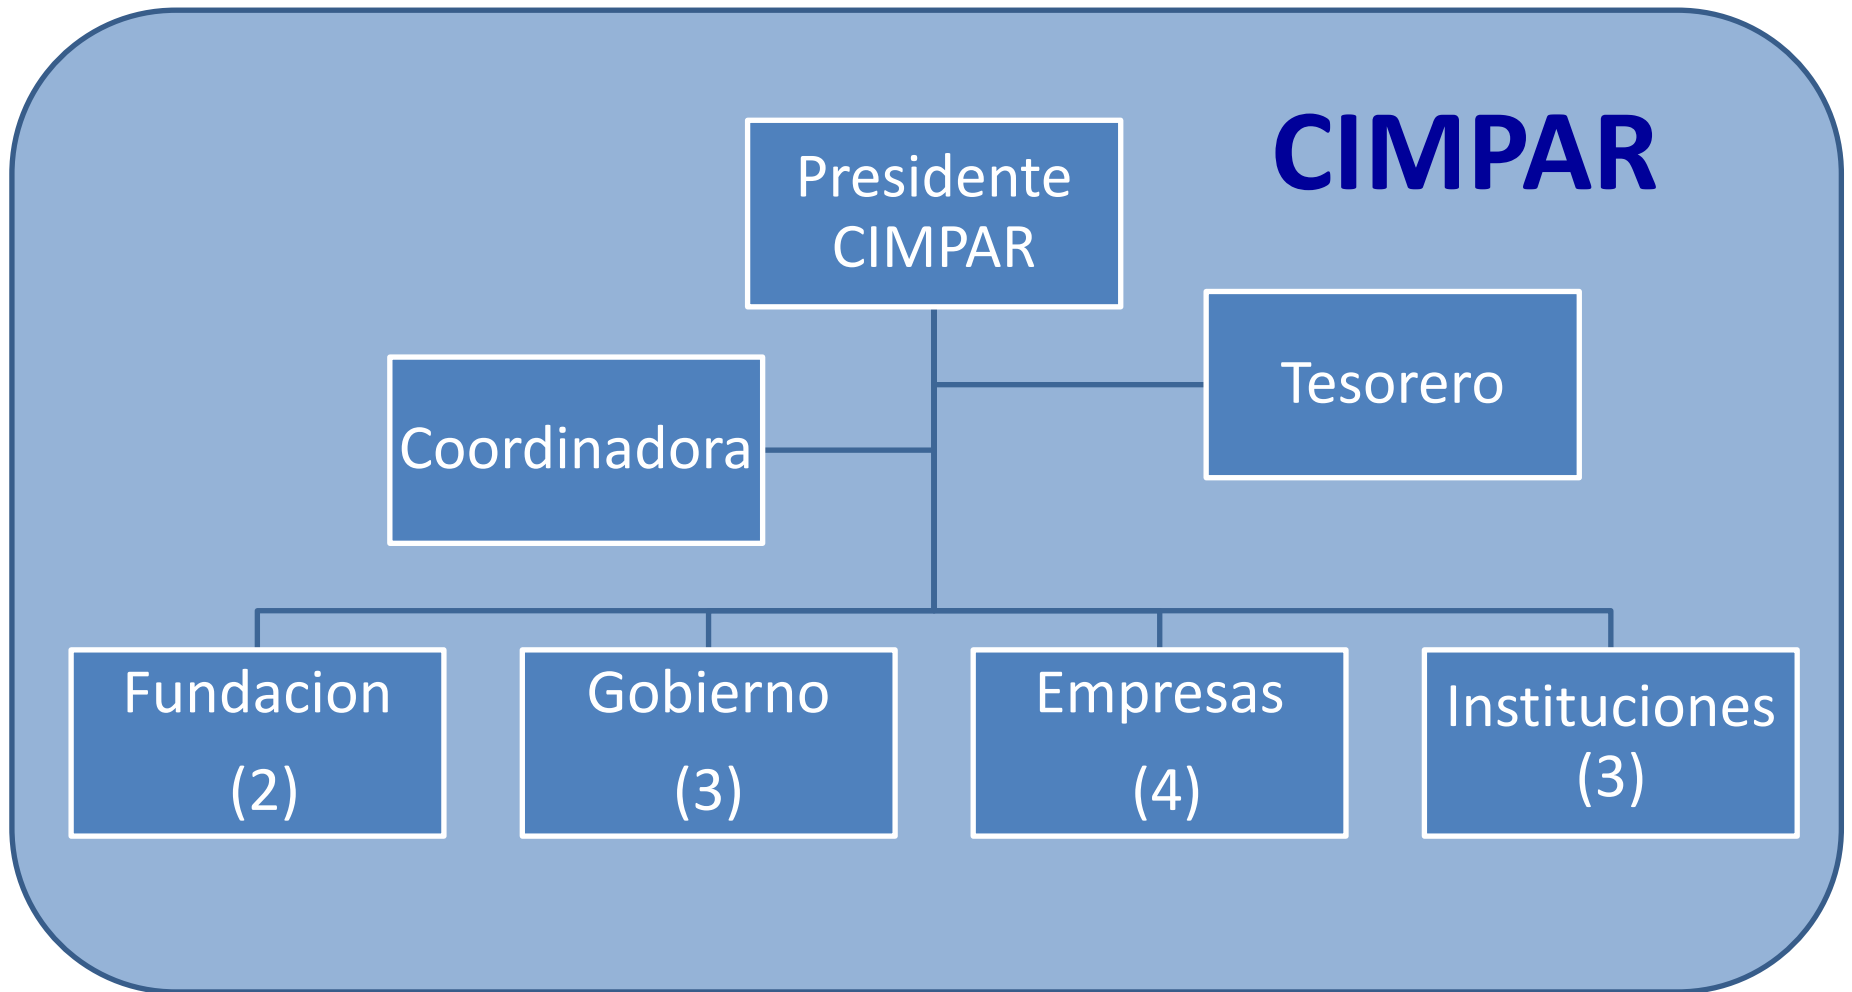 CIMPAR
Presidente
CIMPAR
Tesorero
Coordinadora
Fundacion
(2)
Gobierno
(3)
Empresas
(4)
Instituciones
(3)